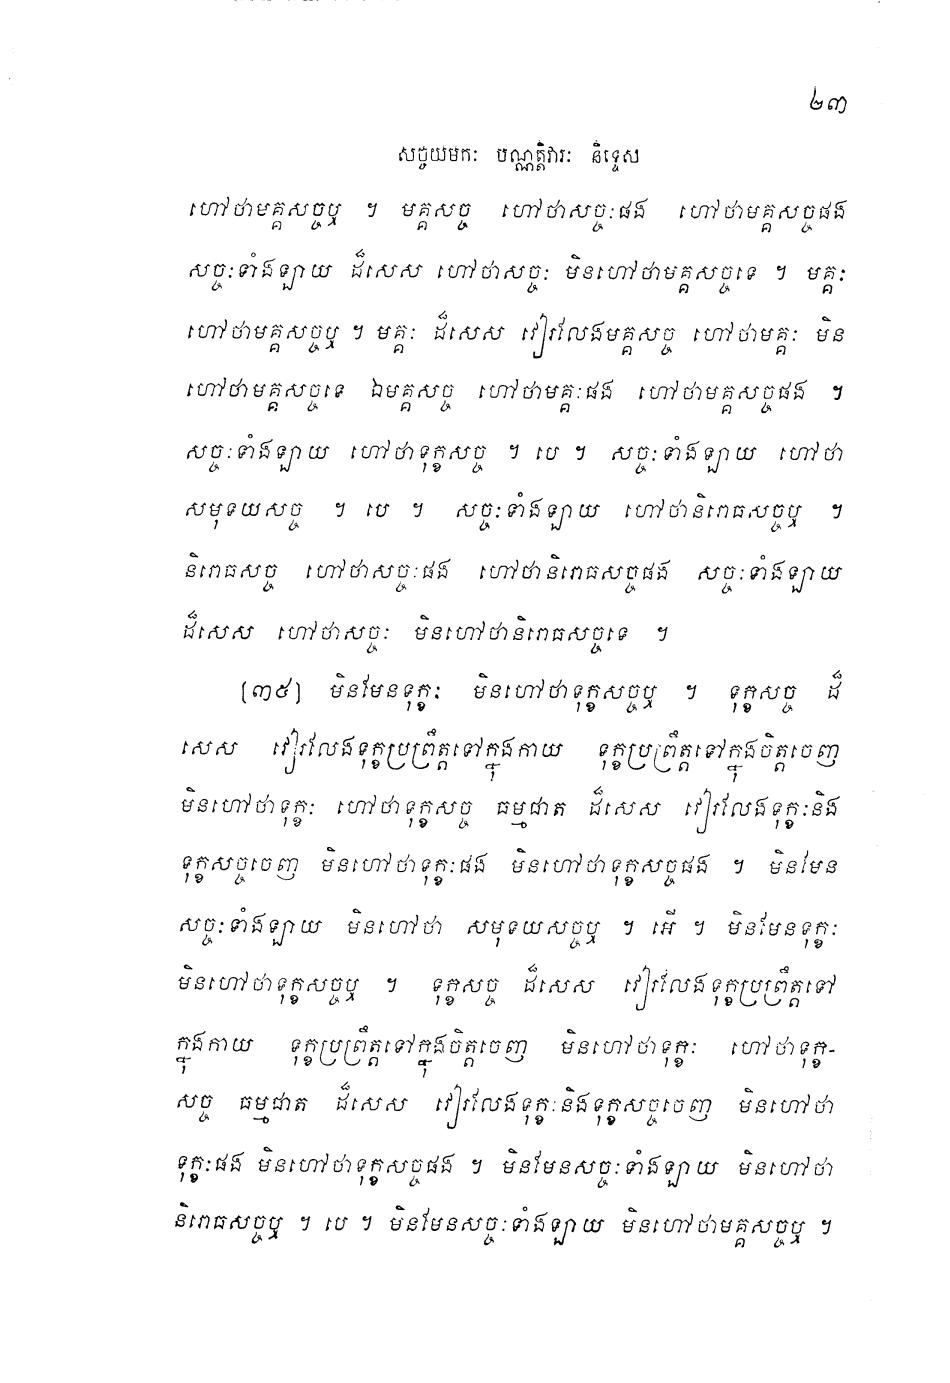 ២៣
សច្ចយមកៈ បណ្ណត្តិវារៈ និទ្ទេស
ហៅថាមគ្គសច្ចឬ ។ មគ្គសច្ច ហៅថាសច្ចៈផង ហៅថាមគ្គសច្ចផង
សច្ចៈទាំងឡាយ ដ៏សេស ហៅថាសច្ចៈ មិនហៅថាមគ្គសច្ចទេ ។ មគ្គៈ
ហៅថាមគ្គសច្ចឬ ។ មគ្គៈ ដ៏សេស វៀរលែងមគ្គសច្ច ហៅថាមគ្គៈ មិន
ហៅថាមគ្គសច្ចទេ ឯមគ្គសច្ច ហៅថាមគ្គៈផង ហៅថាមគ្គសច្ចផង ។
សច្ចៈទាំងឡាយ ហៅថាទុក្ខសច្ច ។ បេ ។ សច្ចៈទាំងឡាយ ហៅថា
សមុទយសច្ច ។ បេ ។ សច្ចៈទាំងឡាយ ហៅថានិរោធសច្ចឬ ។
និរោធសច្ច ហៅថាសច្ចៈផង ហៅថានិរោធសច្ចផង សច្ចៈទាំងឡាយ
ដ៏សេស ហៅថាសច្ចៈ មិនហៅថានិរោធសច្ចទេ ។
(៣៥) មិនមែនទុក្ខៈ មិនហៅថាទុក្ខសច្ចឬ ។ ទុក្ខសច្ច ដ៏
សេស វៀរលែងទុក្ខប្រព្រឹត្តទៅក្នុងកាយ ទុក្ខប្រព្រឹត្តទៅក្នុងចិត្តចេញ
មិនហៅថាទុក្ខៈ ហៅថាទុក្ខសច្ច ធម្មជាត ដ៏សេស វៀរលែងទុក្ខៈនិង
ទុក្ខសច្ចចេញ មិនហៅថាទុក្ខៈផង មិនហៅថាទុក្ខសច្ចផង ។ មិនមែន
សច្ចៈទាំងឡាយ មិនហៅថា សមុទយសច្ចឬ ។ អើ ។ មិនមែនទុក្ខៈ
មិនហៅថាទុក្ខសច្ចឬ ។ ទុក្ខសច្ច ដ៏សេស វៀរលែងទុក្ខប្រព្រឹត្តទៅ
ក្នុងកាយ ទុក្ខប្រព្រឹត្តទៅក្នុងចិត្តចេញ មិនហៅថាទុក្ខៈ ហៅថាទុក្ខ-
សច្ច ធម្មជាត ដ៏សេស វៀរលែងទុក្ខៈនិងទុក្ខសច្ចចេញ មិនហៅថា
ទុក្ខៈផង មិនហៅថាទុក្ខសច្ចផង ។ មិនមែនសច្ចៈទាំងឡាយ មិនហៅថា
និរោធសច្ចឬ ។ បេ ។ មិនមែនសច្ចៈទាំងឡាយ មិនហៅថាមគ្គសច្ចឬ ។